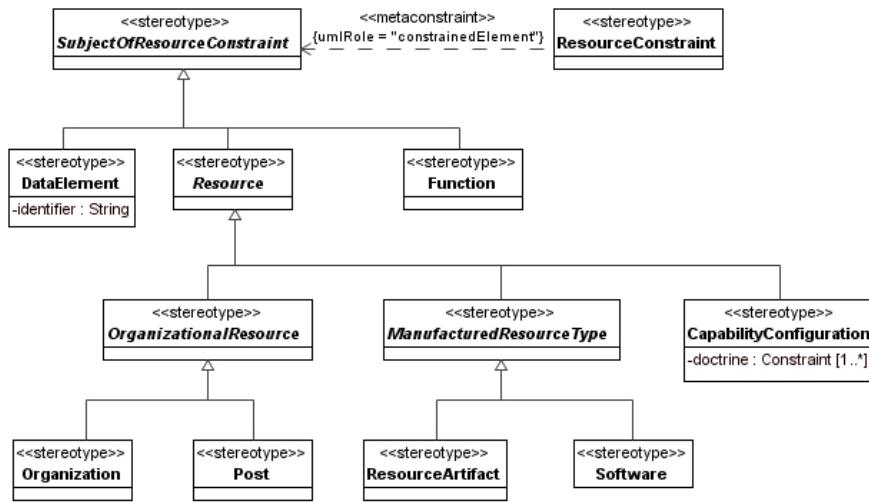 <<stereotype>>
SubjectOfResourceConstraint
<<metaconstraint>>
{umlRole = "constrainedElement"}
<<stereotype>>
ResourceConstraint
<<stereotype>>
DataElement
-identifier : String
<<stereotype>>
Resource
<<stereotype>>
Function
<<stereotype>>
OrganizationalResource
<<stereotype>>
ManufacturedResourceType
<<stereotype>>
CapabilityConfiguration
-doctrine : Constraint [1..*]
<<stereotype>>
Organization
<<stereotype>>
Post
<<stereotype>>
ResourceArtifact
<<stereotype>>
Software